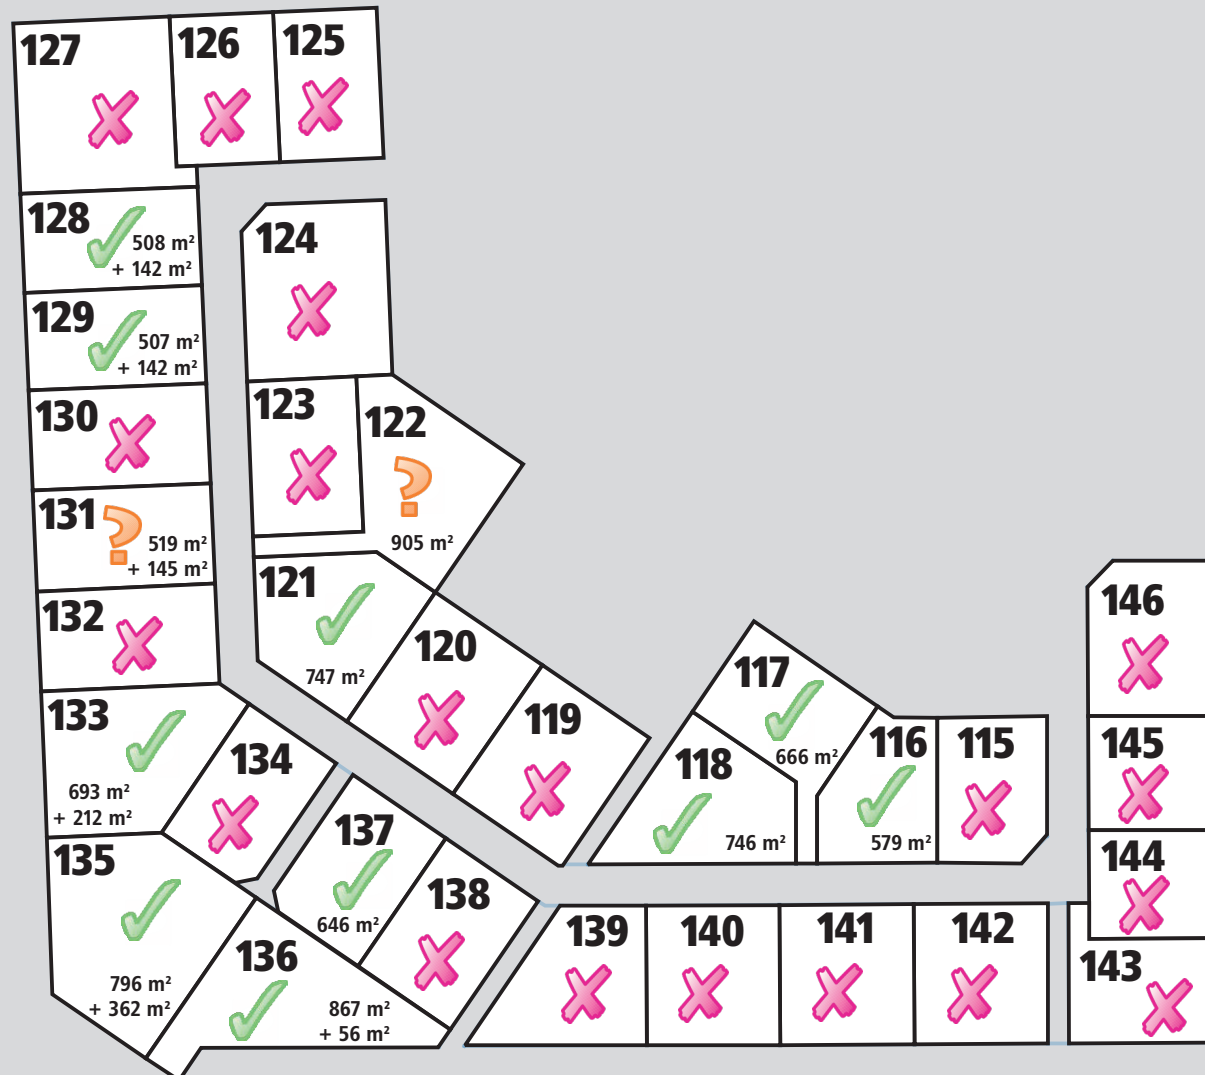 127
126
125
128
508 m²
+ 142 m²
124
129
507 m²
+ 142 m²
130
123
122
905 m²
131
519 m²
+ 145 m²
121
747 m²
132
120
146
133
693 m²
+ 212 m²
119
117
666 m²
134
118
746 m²
116
579 m²
115
145
135
796 m²
+ 362 m²
137
646 m²
144
138
136
867 m²
+ 56 m²
139
140
141
142
143